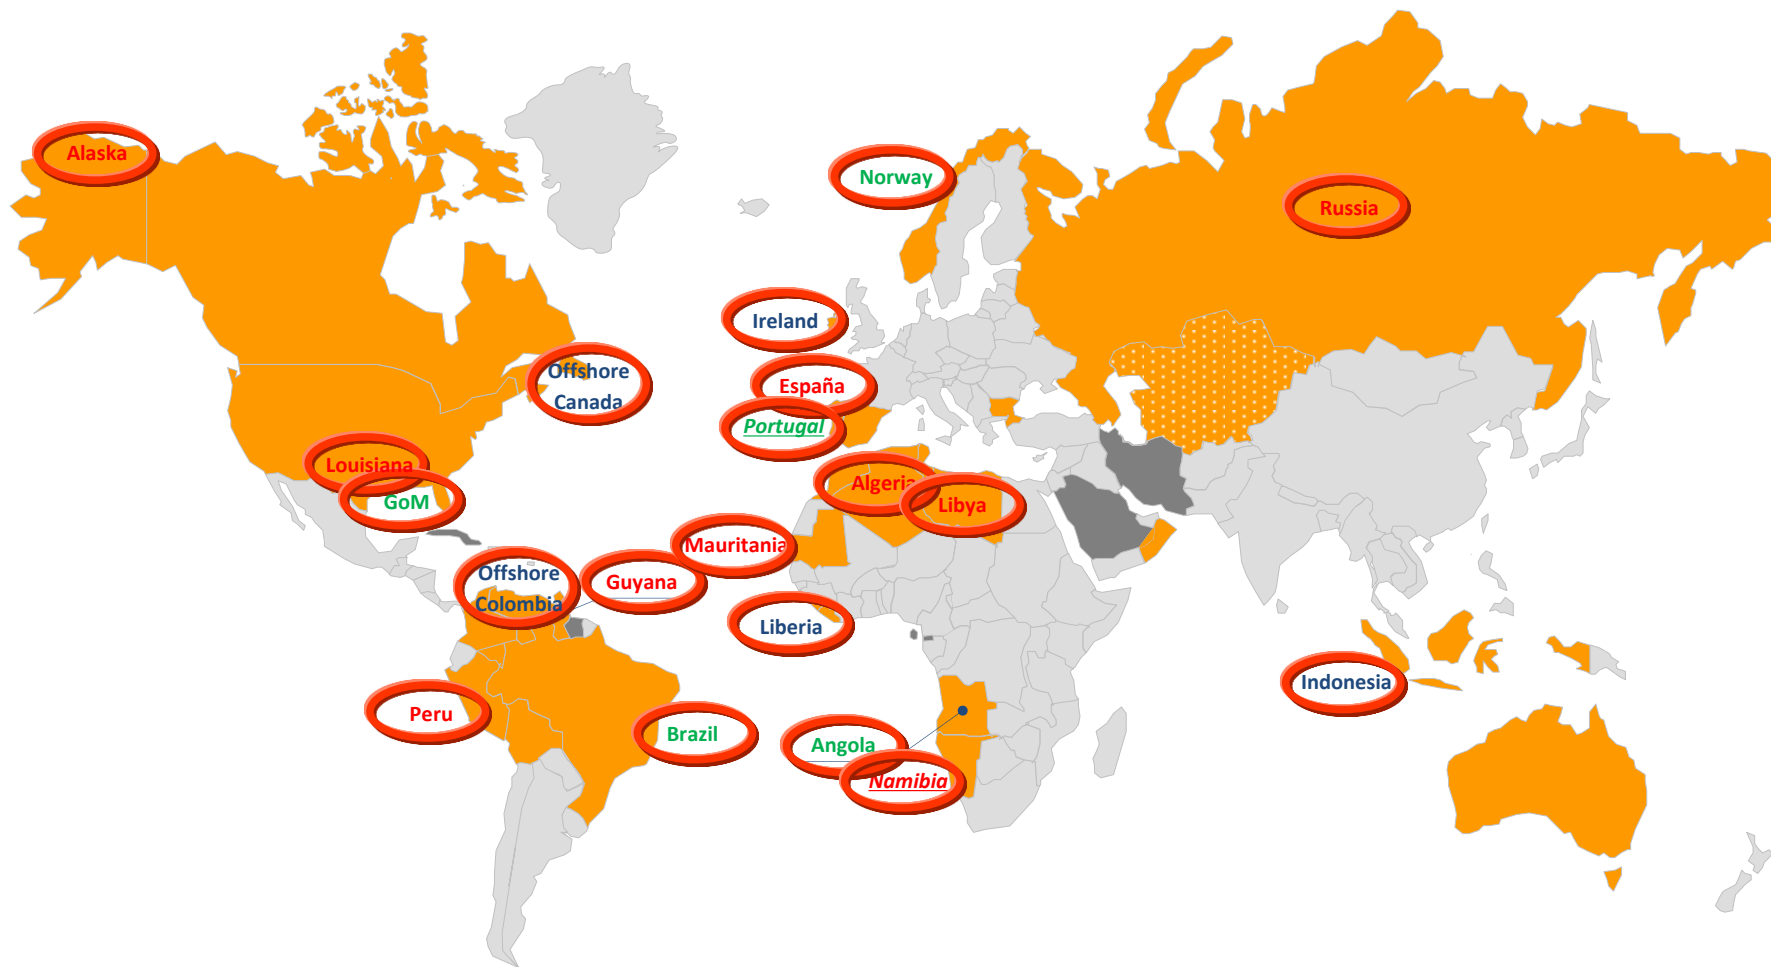 Alaska
Norway
Russia
Ireland
Offshore
Canada
España
Portugal
Louisiana
GoM
Algeria
Libya
Mauritania
Offshore
Colombia
Guyana
Liberia
Indonesia
Peru
Brazil
Angola
Namibia